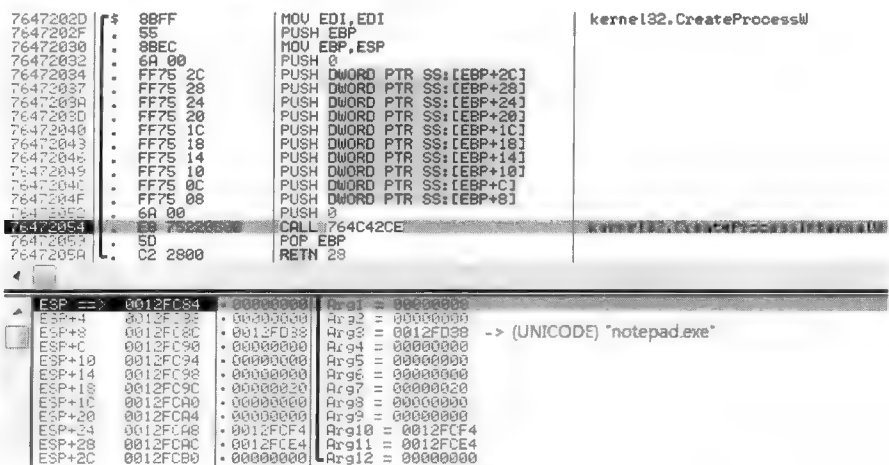 7647202D $ 8BFF MOV EDI,EDI kernel32.CreateProcessW
7647202F . 55 PUSH EBP
76472030 . 8BEC MOV EBP,ESP
76472032 . 6A 00 PUSH 0
76472034 . FF75 2C PUSH DWORD PTR SS:[EBP+2C]
76472037 . FF75 28 PUSH DWORD PTR SS:[EBP+28]
7647203A . FF75 24 PUSH DWORD PTR SS:[EBP+24]
7647203D . FF75 20 PUSH DWORD PTR SS:[EBP+20]
76472040 . FF75 1C PUSH DWORD PTR SS:[EBP+1C]
76472043 . FF75 18 PUSH DWORD PTR SS:[EBP+18]
76472046 . FF75 14 PUSH DWORD PTR SS:[EBP+14]
76472049 . FF75 10 PUSH DWORD PTR SS:[EBP+10]
7647204C . FF75 0C PUSH DWORD PTR SS:[EBP+C]
7647204F . FF75 08 PUSH DWORD PTR SS:[EBP+8]
76472052 . 6A 00 PUSH 0
76472054 . E8 CALL 764C42CE
76472059 . 5D POP EBP
7647205A . C2 2800 RETN 28
ESP ==> 0012FC84 · 00000000 Arg1 = 00000000
ESP+4 0012FC88 · 00000000 Arg2 = 00000000
ESP+8 0012FC8C · 0012FD38 Arg3 = 0012FD38 -> (UNICODE) "notepad.exe"
ESP+C 0012FC90 · 00000000 Arg4 = 00000000
ESP+10 0012FC94 · 00000000 Arg5 = 00000000
ESP+14 0012FC98 · 00000000 Arg6 = 00000000
ESP+18 0012FC9C · 00000020 Arg7 = 00000020
ESP+1C 0012FCA0 · 00000000 Arg8 = 00000000
ESP+20 0012FCA4 · 00000000 Arg9 = 00000000
ESP+24 0012FCA8 · 0012FCF4 Arg10 = 0012FCF4
ESP+28 0012FCAC · 0012FCE4 Arg11 = 0012FCE4
ESP+2C 0012FCB0 · 00000000 Arg12 = 00000000